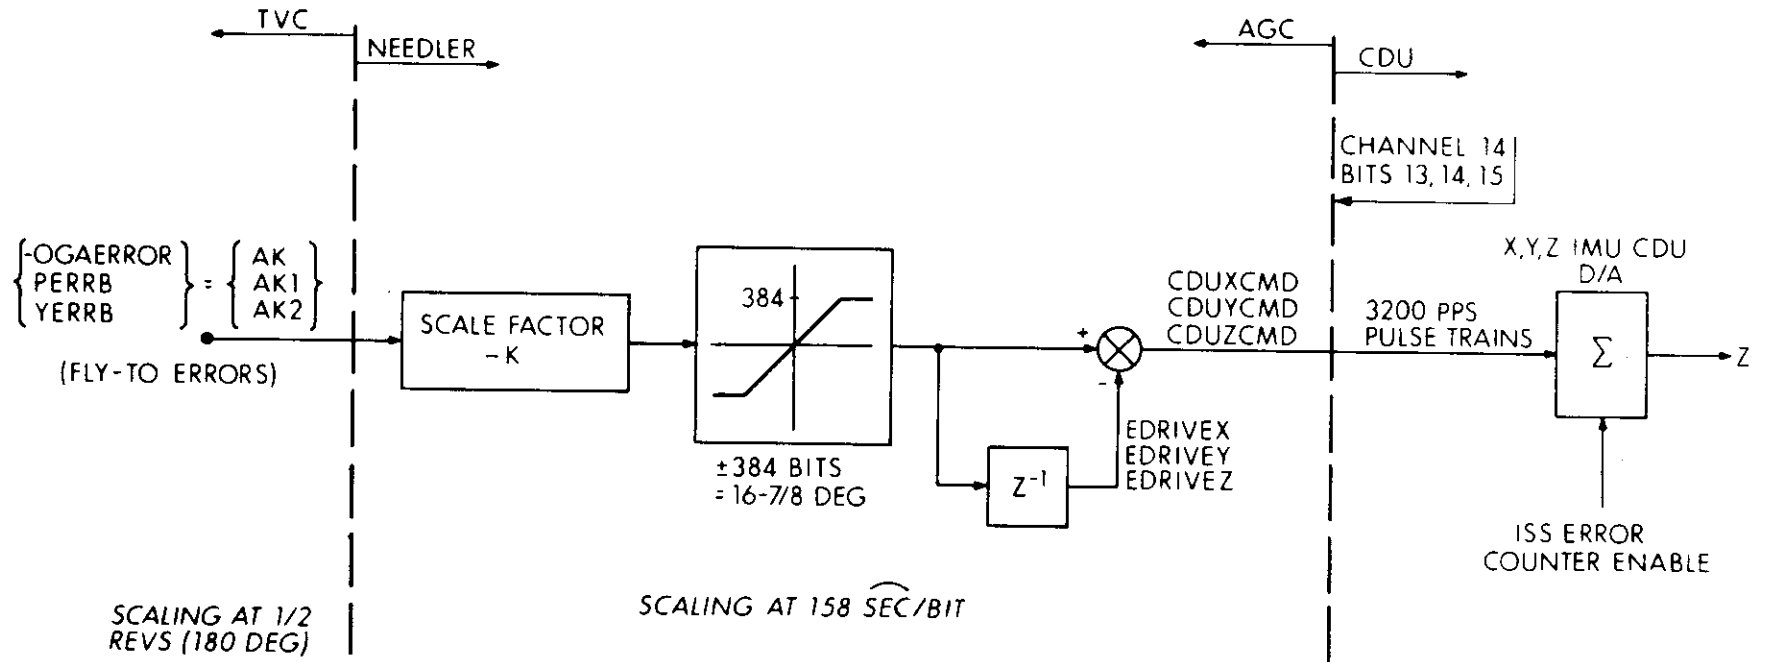 TVC
NEEDLER
AGC
CDU
CHANNEL 14
BITS 13, 14, 15
-OGAERROR
PERRB
YERRB
=
AK
AK1
AK2
(FLY-TO ERRORS)
SCALE FACTOR
-K
384
±384 BITS
= 16-7/8 DEG
+
-
Z⁻¹
EDRIVEX
EDRIVEY
EDRIVEZ
CDUXCMD
CDUYCMD
CDUZCMD
3200 PPS
PULSE TRAINS
X,Y,Z IMU CDU
D/A
Σ
Z
ISS ERROR
COUNTER ENABLE
SCALING AT 1/2
REVS (180 DEG)
SCALING AT 158 SEC/BIT